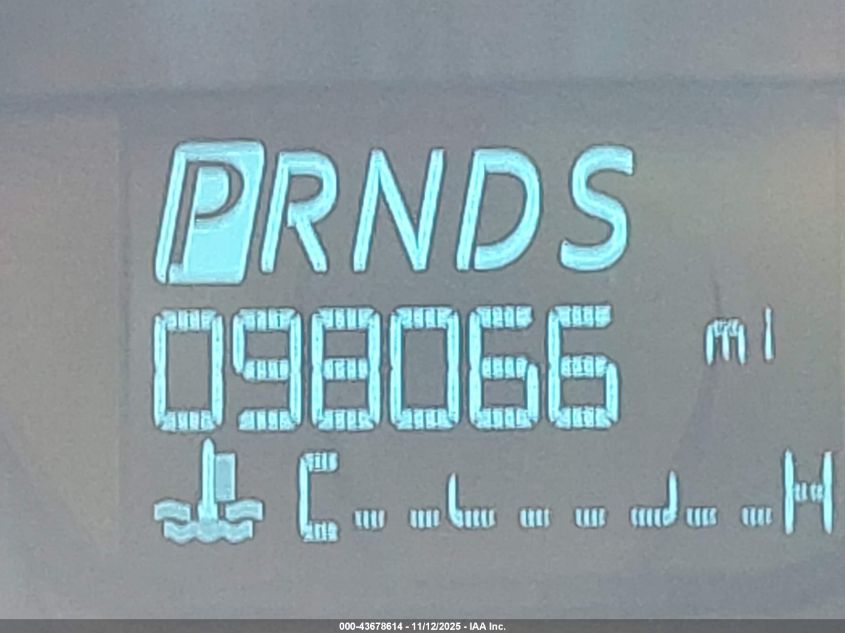 PRNDS
098066 mi
C H
000-43678614 - 11/12/2025 - IAA Inc.